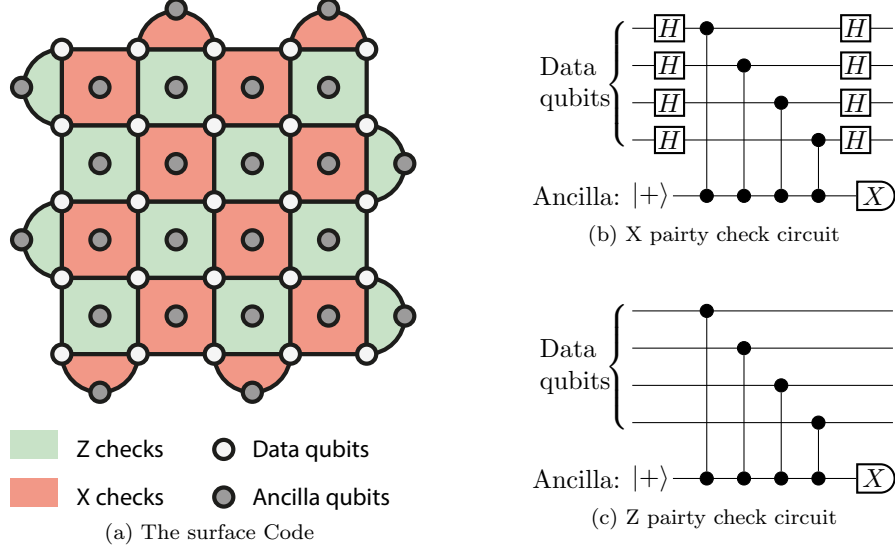 Z checks
Data qubits
X checks
Ancilla qubits
(a) The surface Code
H
H
Data
H
qubits
H
H
H
H
H
Ancilla: |+⟩
X
(b) X pairty check circuit
Data
qubits
Ancilla: |+⟩
X
(c) Z pairty check circuit